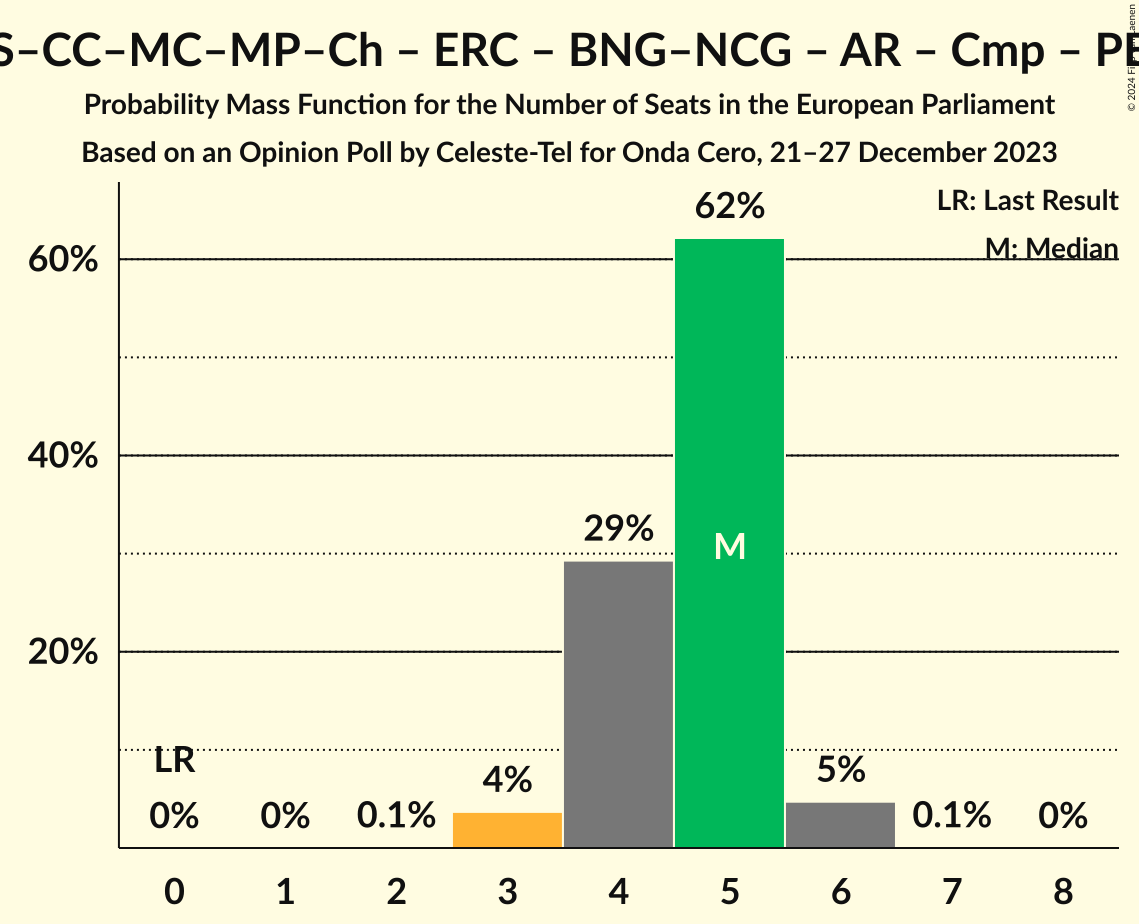 S–CC–MC–MP–Ch – ERC – BNG–NCG – AR – Cmp –
Probability Mass Function for the Number of Seats in the European Parliament
Based on an Opinion Poll by Celeste-Tel for Onda Cero, 21–27 December 2023
LR: Last Result
M: Median
62%
60%
40%
29%
M
20%
LR
4%
5%
0% 0% 0.1% 0.1% 0%
0 1 2 3 4 5 6 7 8
© 2024